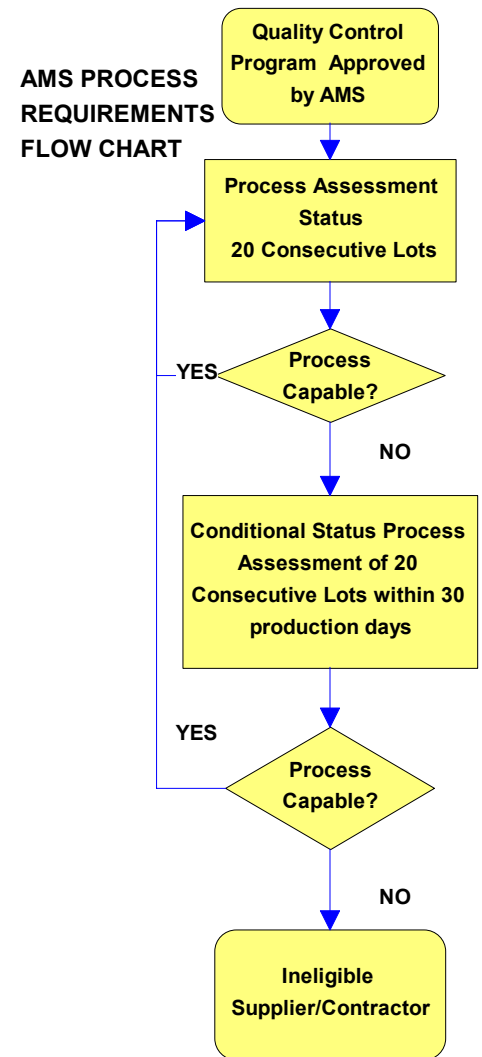 AMS PROCESS
REQUIREMENTS
FLOW CHART
Quality Control
Program Approved
by AMS
Process Assessment
Status
20 Consecutive Lots
Process
Capable?
YES
NO
Conditional Status Process
Assessment of 20
Consecutive Lots within 30
production days
YES
Process
Capable?
NO
Ineligible
Supplier/Contractor